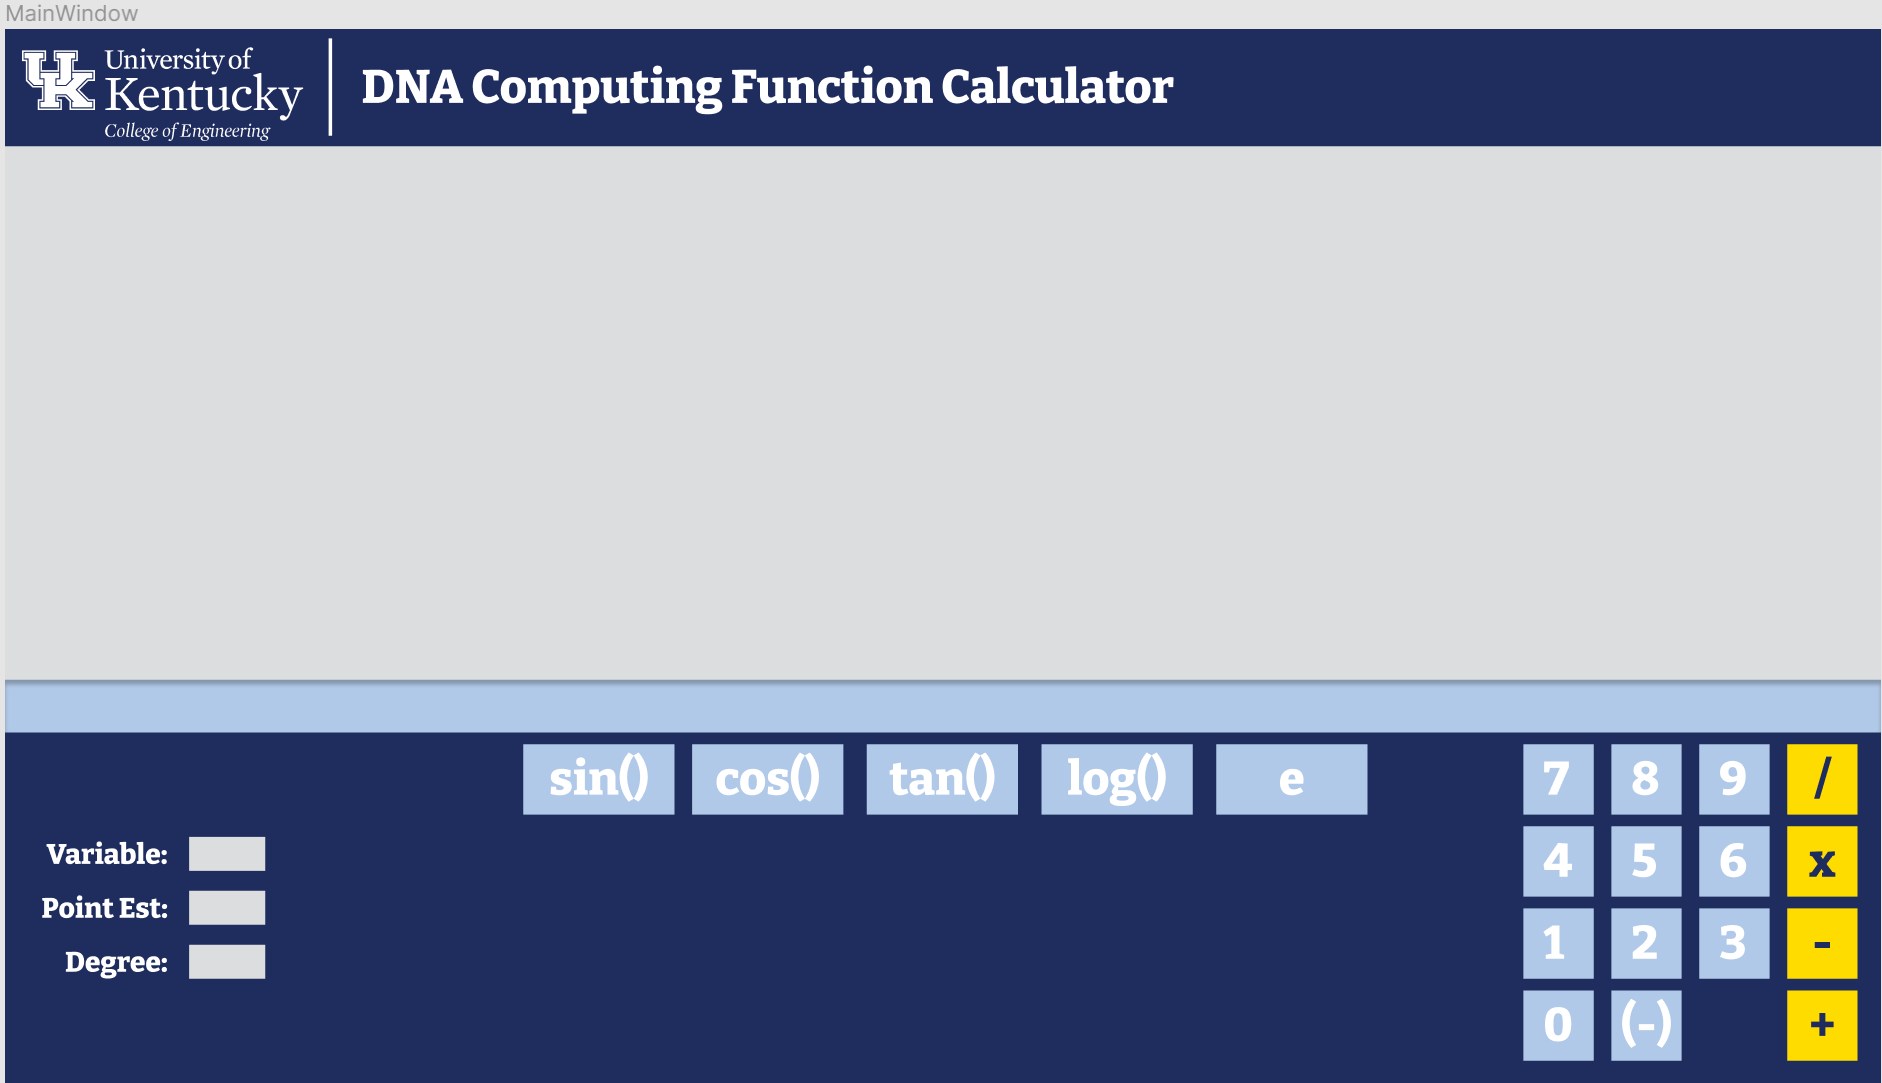 MainWindow
UK
University of
Kentucky
College of Engineering
DNA Computing Function Calculator
sin() cos() tan() log() e
7 8 9 /
Variable:
4 5 6 x
Point Est:
1 2 3 -
Degree:
0 (-) +